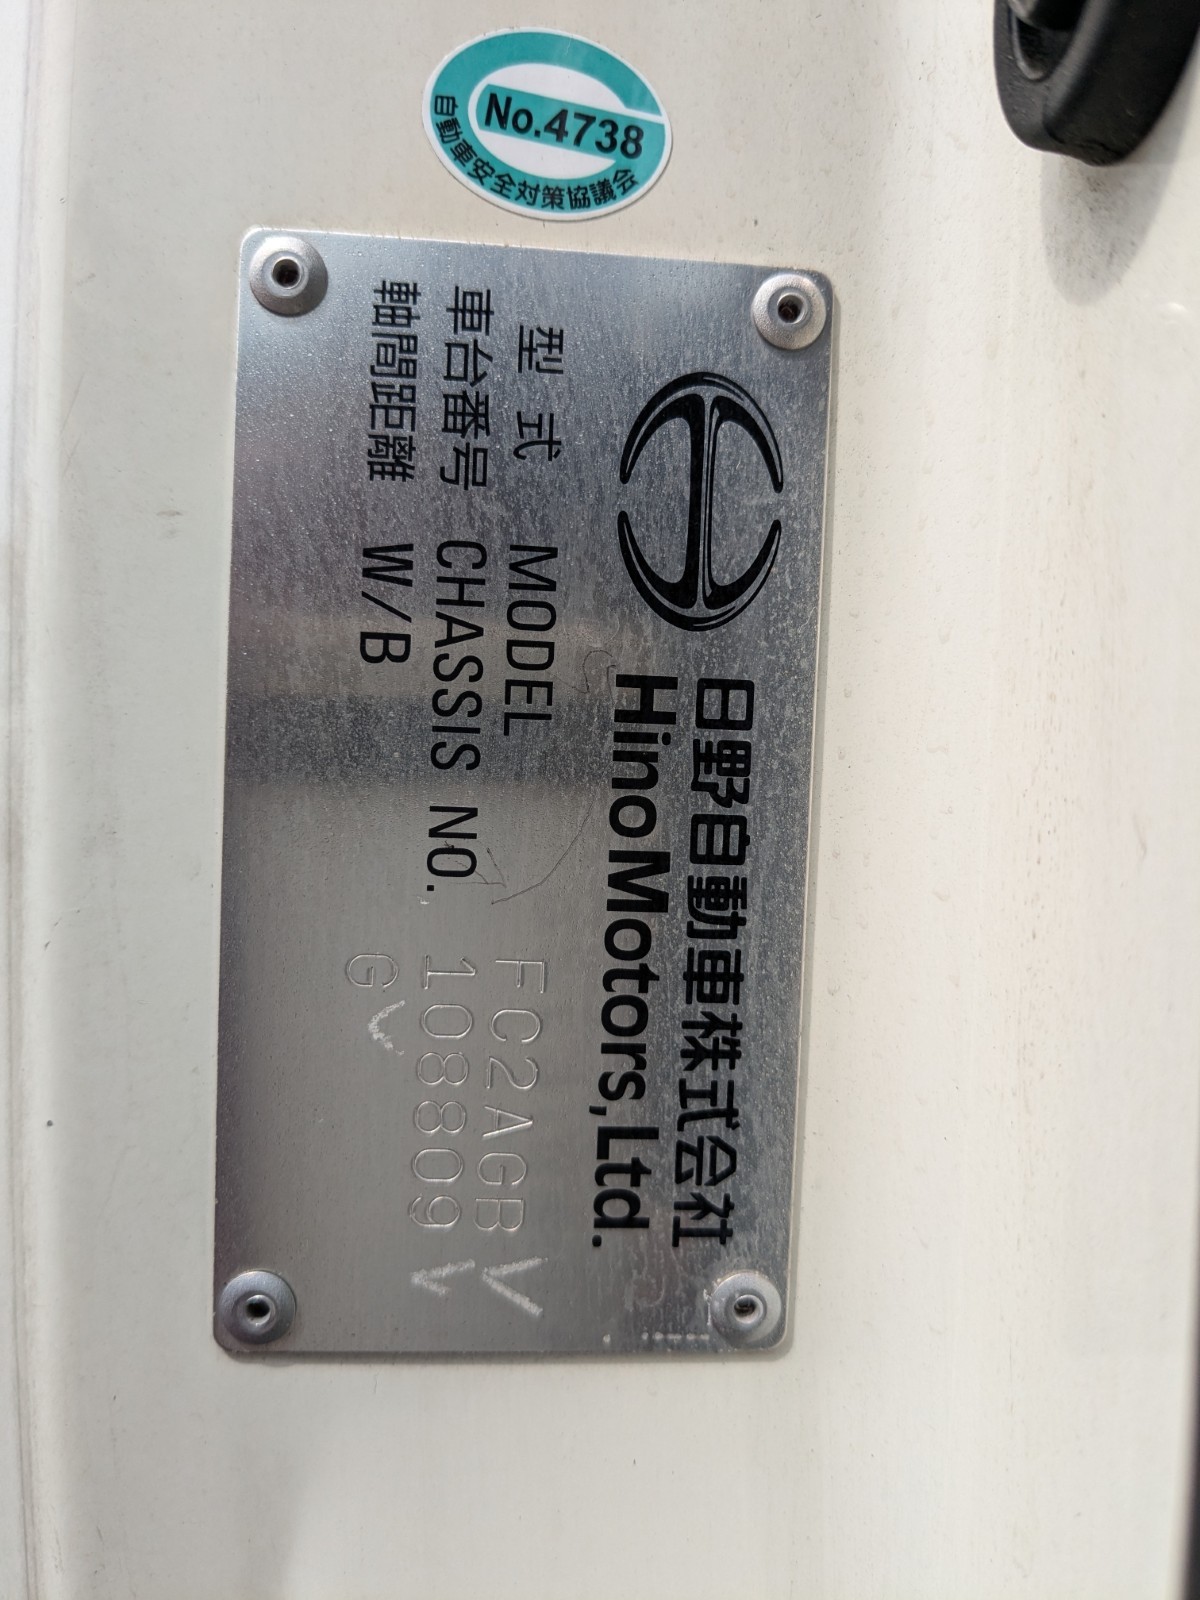 No.4738
自動車安全対策協議会
日野自動車株式会社
Hino Motors,Ltd.
型式 MODEL FC2AGB
車台番号 CHASSIS NO. 108809
軸間距離 W/B G